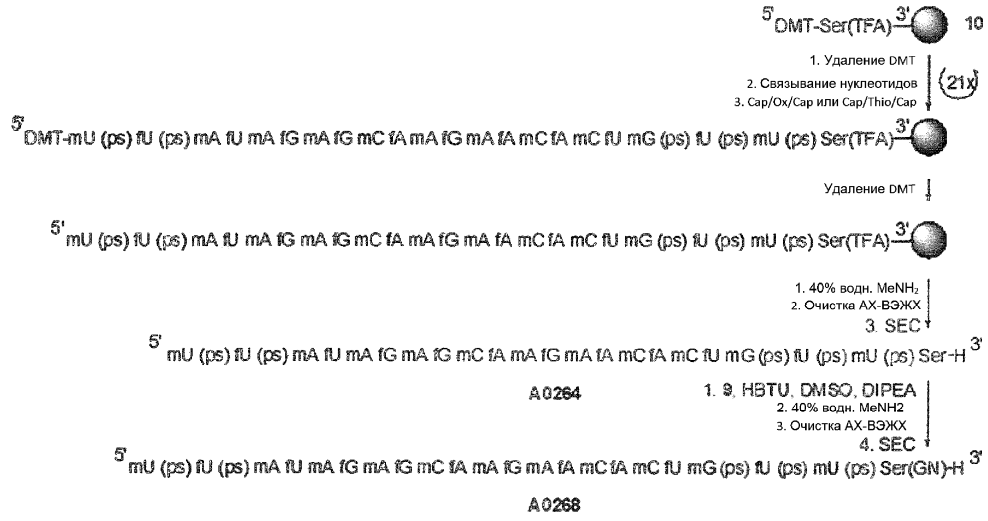 5' DMT-Ser(TFA) 3' 10
1. Удаление DMT
2. Связывание нуклеотидов
(21x)
3. Cap/Ox/Cap или Cap/Thio/Cap
5' DMT-mU (ps) fU (ps) mA fU mA fG mA fG mC fA mA fG mA fA mC fA mC fU mG (ps) fU (ps) mU (ps) Ser(TFA) 3'
Удаление DMT
5' mU (ps) fU (ps) mA fU mA fG mA fG mC fA mA fG mA fA mC fA mC fU mG (ps) fU (ps) mU (ps) Ser(TFA) 3'
1. 40% водн. MeNH₂
2. Очистка АХ-ВЭЖХ
3. SEC
5' mU (ps) fU (ps) mA fU mA fG mA fG mC fA mA fG mA fA mC fA mC fU mG(ps) fU (ps) mU (ps) Ser-H 3'
A0264
1. 9, HBTU, DMSO, DIPEA
2. 40% водн. MeNH2
3. Очистка АХ-ВЭЖХ
4. SEC
5' mU (ps) fU (ps) mA fU mA fG mA fG mC fA mA fG mA fA mC fA mC fU mG(ps) fU (ps) mU (ps) Ser(GN)-H 3'
A0268